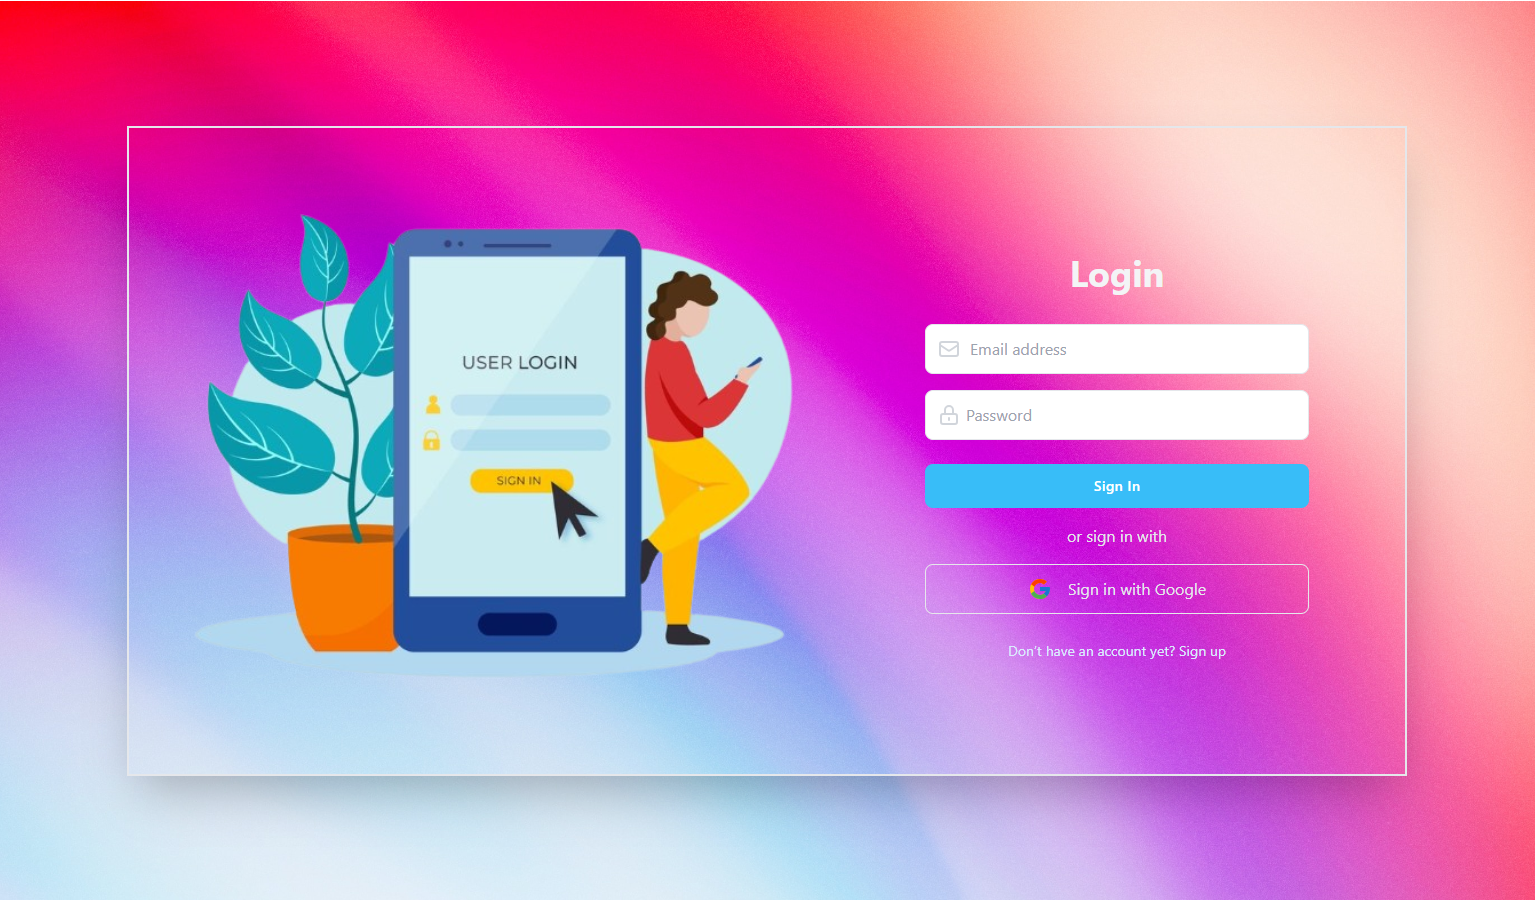 USER LOGIN
SIGN IN
Login
Email address
Password
Sign In
or sign in with
Sign in with Google
Don't have an account yet? Sign up